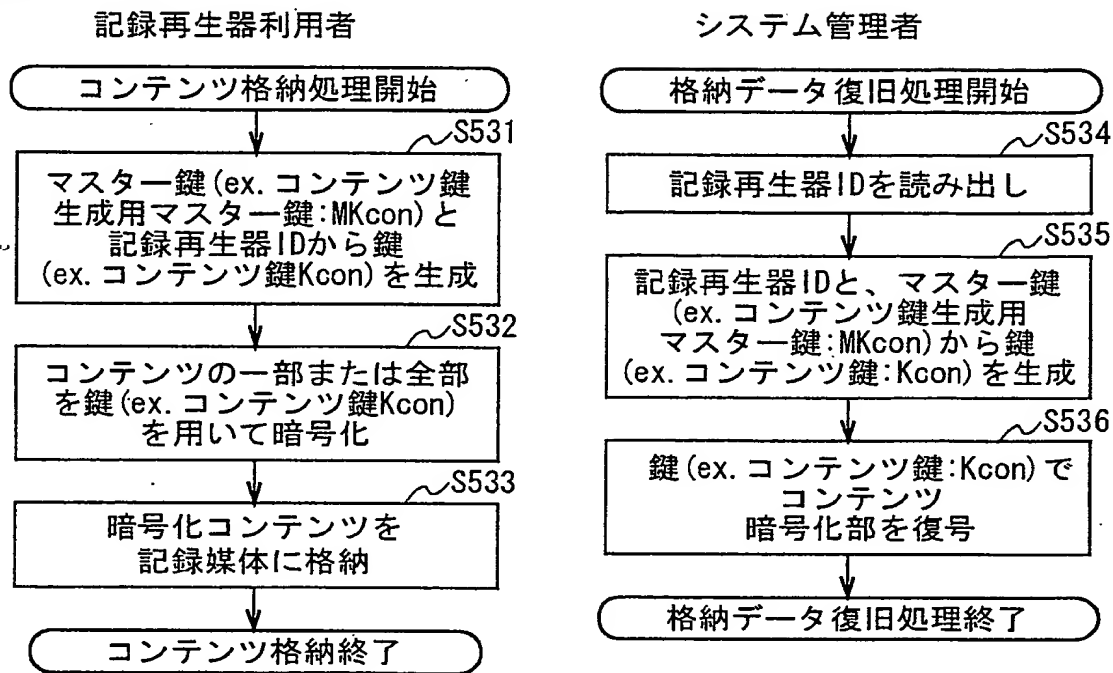 記録再生器利用者
コンテンツ格納処理開始
S531
マスター鍵(ex.コンテンツ鍵
生成用マスター鍵:MKcon)と
記録再生器IDから鍵
(ex.コンテンツ鍵Kcon)を生成
S532
コンテンツの一部または全部
を鍵(ex.コンテンツ鍵Kcon)
を用いて暗号化
S533
暗号化コンテンツを
記録媒体に格納
コンテンツ格納終了
システム管理者
格納データ復旧処理開始
S534
記録再生器IDを読み出し
S535
記録再生器IDと、マスター鍵
(ex.コンテンツ鍵生成用
マスター鍵:MKcon)から鍵
(ex.コンテンツ鍵:Kcon)を生成
S536
鍵(ex.コンテンツ鍵:Kcon)で
コンテンツ
暗号化部を復号
格納データ復旧処理終了